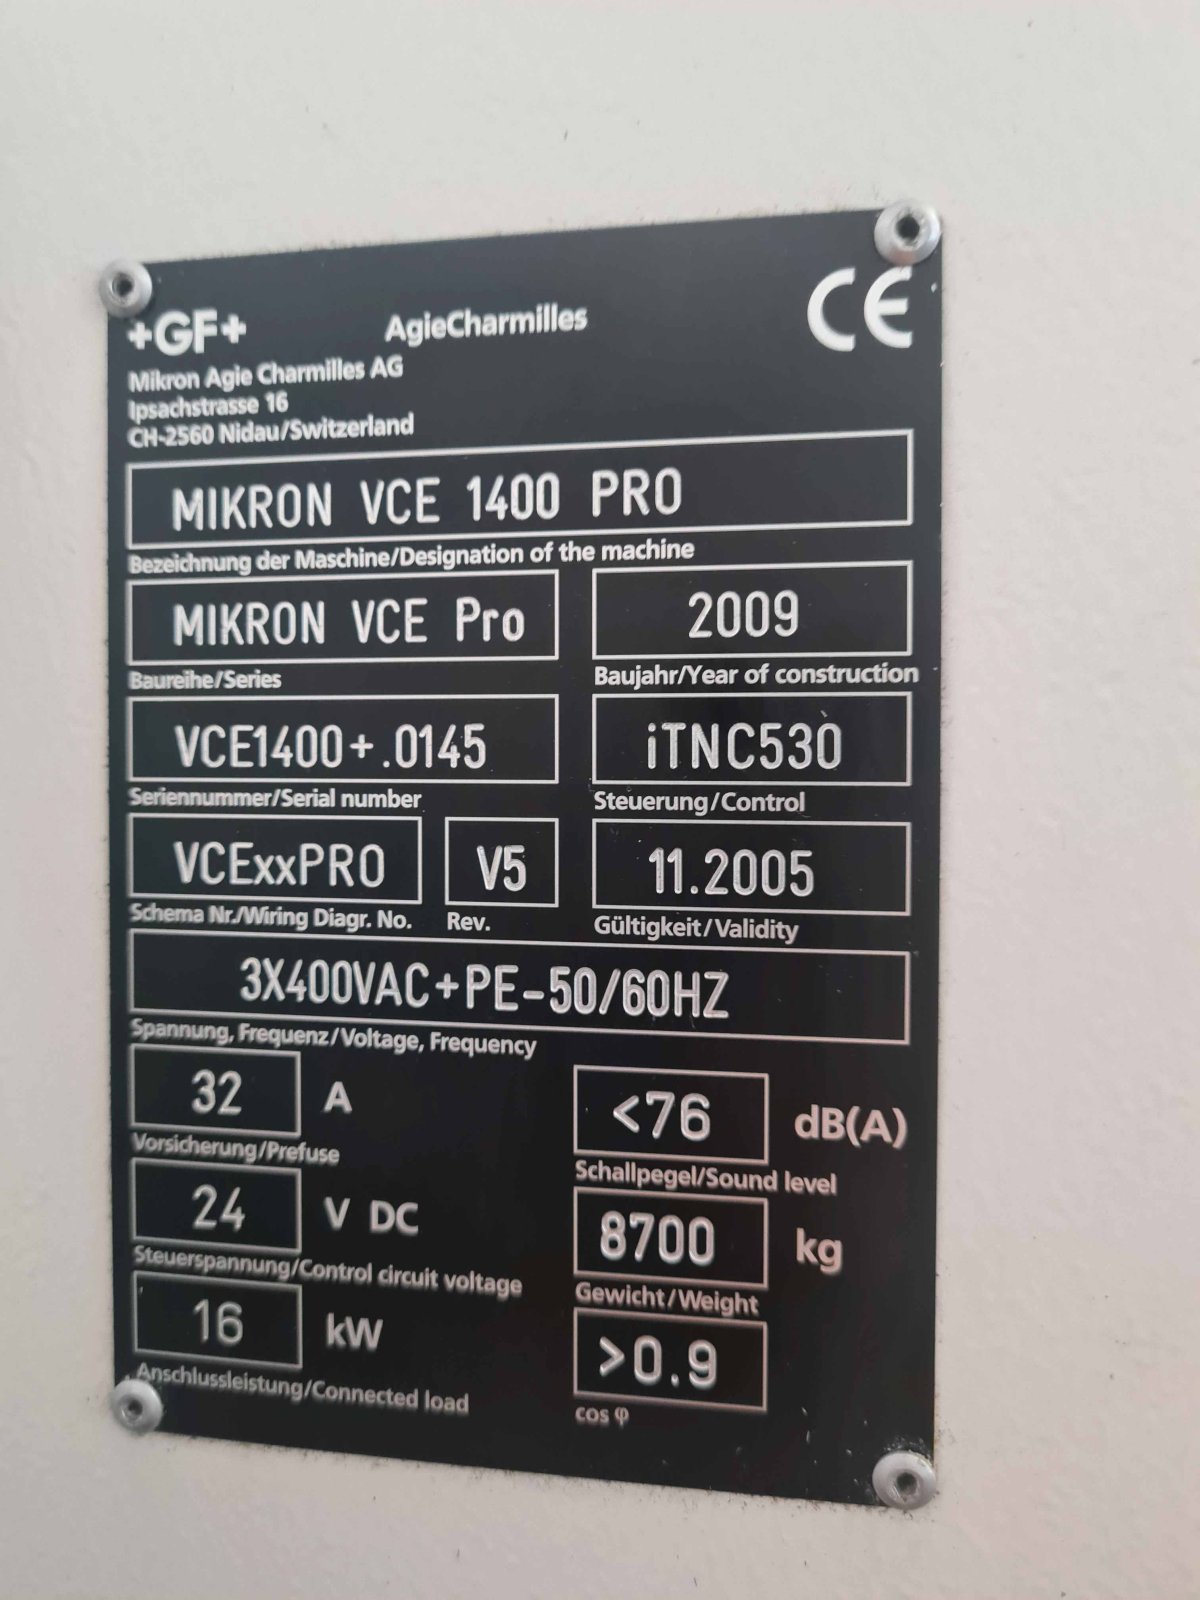 +GF+ AgieCharmilles CE
Mikron Agie Charmilles AG
Ipsachstrasse 16
CH-2560 Nidau/Switzerland
MIKRON VCE 1400 PRO
Bezeichnung der Maschine/Designation of the machine
MIKRON VCE Pro 2009
Baureihe/Series Baujahr/Year of construction
VCE1400+.0145 iTNC530
Seriennummer/Serial number Steuerung/Control
VCExxPRO V5 11.2005
Schema Nr./Wiring Diagr. No. Rev. Gültigkeit/Validity
3X400VAC+PE-50/60HZ
Spannung, Frequenz/Voltage, Frequency
32 A <76 dB(A)
Vorsicherung/Prefuse Schallpegel/Sound level
24 V DC 8700 kg
Steuerspannung/Control circuit voltage Gewicht/Weight
16 kW >0.9
Anschlussleistung/Connected load cos φ